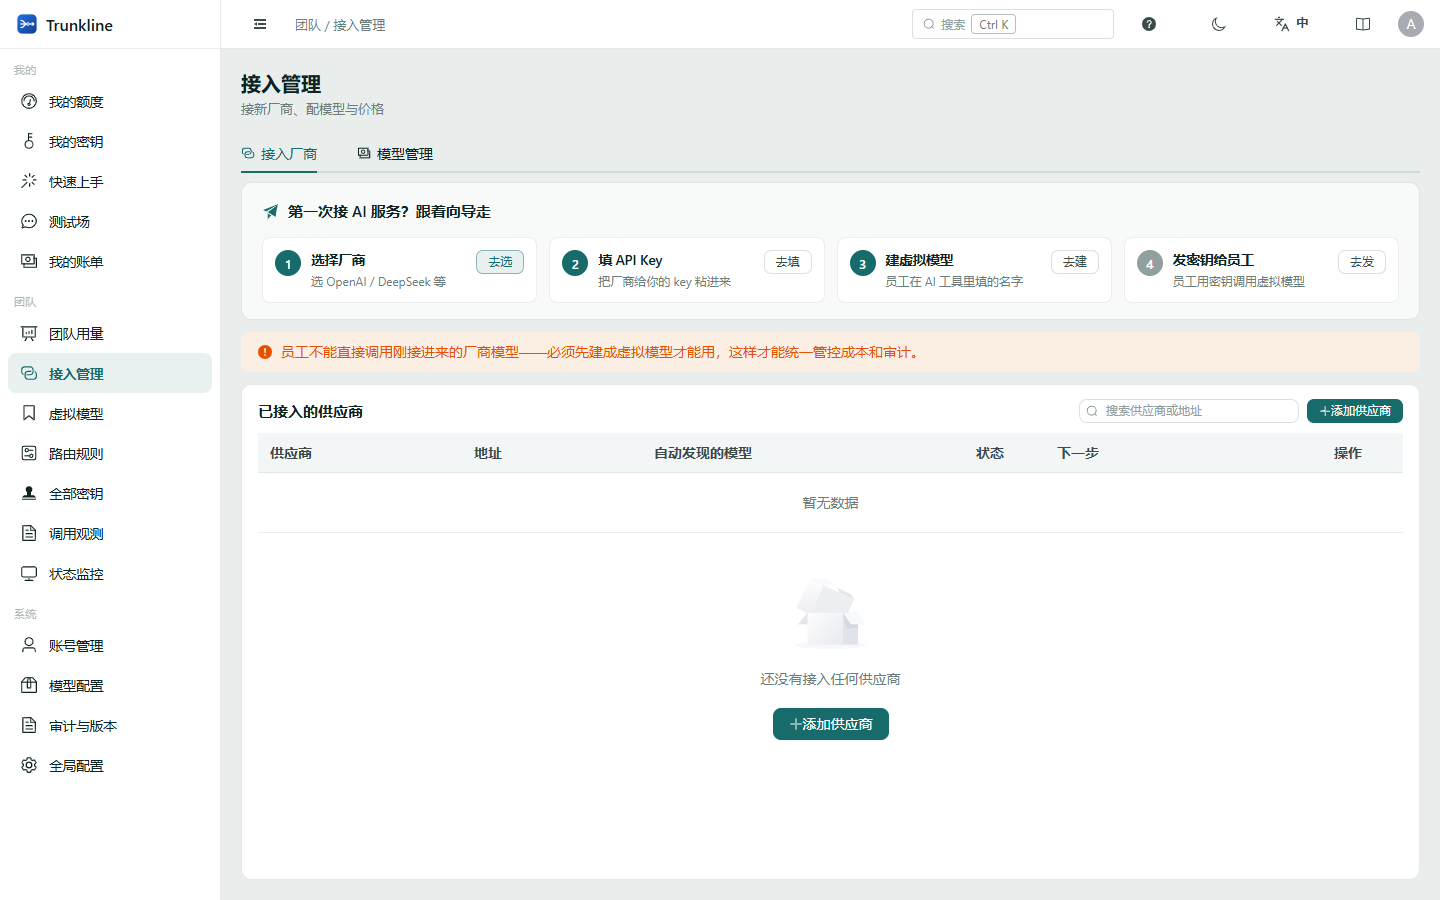 Trunkline
团队 / 接入管理
搜索 Ctrl K
中
A
我的
我的额度
我的密钥
快速上手
测试场
我的账单
团队
团队用量
接入管理
虚拟模型
路由规则
全部密钥
调用观测
状态监控
系统
账号管理
模型配置
审计与版本
全局配置
接入管理
接新厂商、配模型与价格
接入厂商
模型管理
第一次接 AI 服务？跟着向导走
1 选择厂商 去选
选 OpenAI / DeepSeek 等
2 填 API Key 去填
把厂商给你的 key 粘进来
3 建虚拟模型 去建
员工在 AI 工具里填的名字
4 发密钥给员工 去发
员工用密钥调用虚拟模型
员工不能直接调用刚接进来的厂商模型——必须先建成虚拟模型才能用，这样才能统一管控成本和审计。
已接入的供应商
搜索供应商或地址
添加供应商
供应商 地址 自动发现的模型 状态 下一步 操作
暂无数据
还没有接入任何供应商
添加供应商